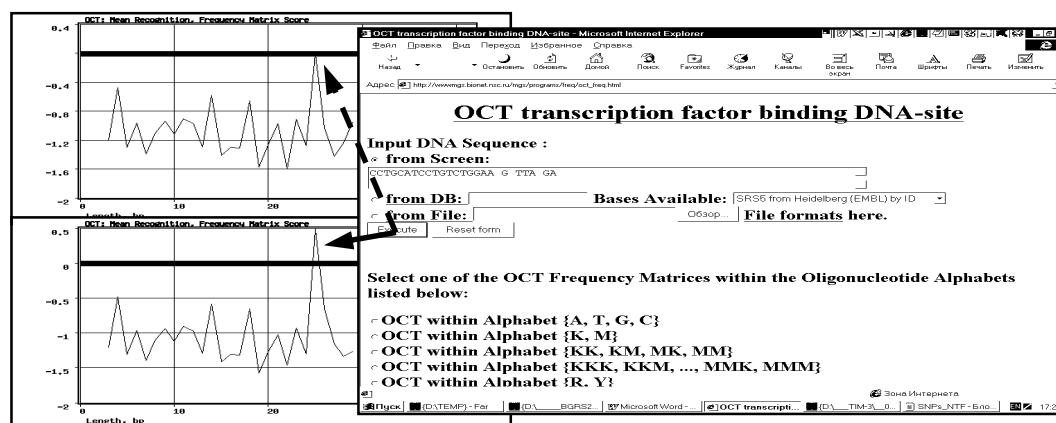 OCT: Mean Recognition, Frequency Matrix Score
0.4
0
-0.4
-0.8
-1.2
-1.6
-2
0
10
20
Length, bp
OCT: Mean Recognition, Frequency Matrix Score
0.5
0
-0.5
-1
-1.5
-2
0
10
20
Length, bp
OCT transcription factor binding DNA-site - Microsoft Internet Explorer
Файл Правка Вид Переход Избранное Справка
Назад Остановить Обновить Домой Поиск Favorites Журнал Каналы Во весь экран Почта Шрифты Печать Изменить
Адрес http://wwwmgs.bionet.nsc.ru/mgs/programs/freq/oct_freq.html
OCT transcription factor binding DNA-site
Input DNA Sequence :
from Screen:
CCTGCATCCTGTCTGGAA G TTA GA
from DB: Bases Available: SRS5 from Heidelberg (EMBL) by ID
from File: Обзор... File formats here.
Execute Reset form
Select one of the OCT Frequency Matrices within the Oligonucleotide Alphabets
listed below:
OCT within Alphabet {A, T, G, C}
OCT within Alphabet {K, M}
OCT within Alphabet {KK, KM, MK, MM}
OCT within Alphabet {KKK, KKM, ..., MMK, MMM}
OCT within Alphabet {R, Y}
Зона Интернета
Пуск {D:\TEMP} - Far {D:\____BGRS2... Microsoft Word - ... OCT transcripti... {D:\___TIM-3\__0... SNPs_NTF - Бло... EN 17:2